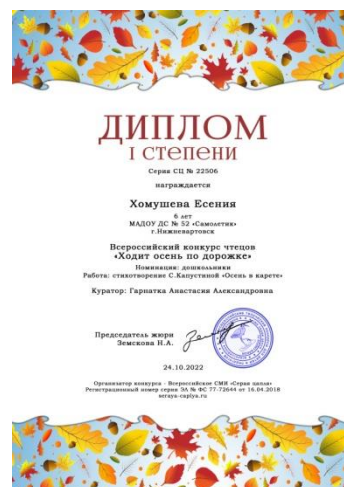 ДИПЛОМ
I СТЕПЕНИ
Серия СЦ № 22506
награждается
Хомушева Есения
6 лет
МАДОУ ДС № 52 «Самолетик»
г.Нижневартовск
Всероссийский конкурс чтецов
«Ходит осень по дорожке»
Номинация: дошкольники
Работа: стихотворение С.Капустиной «Осень в карете»
Куратор: Гарнатка Анастасия Александровна
Председатель жюри
Земскова Н.А.
24.10.2022
Организатор конкурса - Всероссийское СМИ «Серая цапля»
Регистрационный номер серия ЭЛ № ФС 77-72644 от 16.04.2018
seraya-caplya.ru